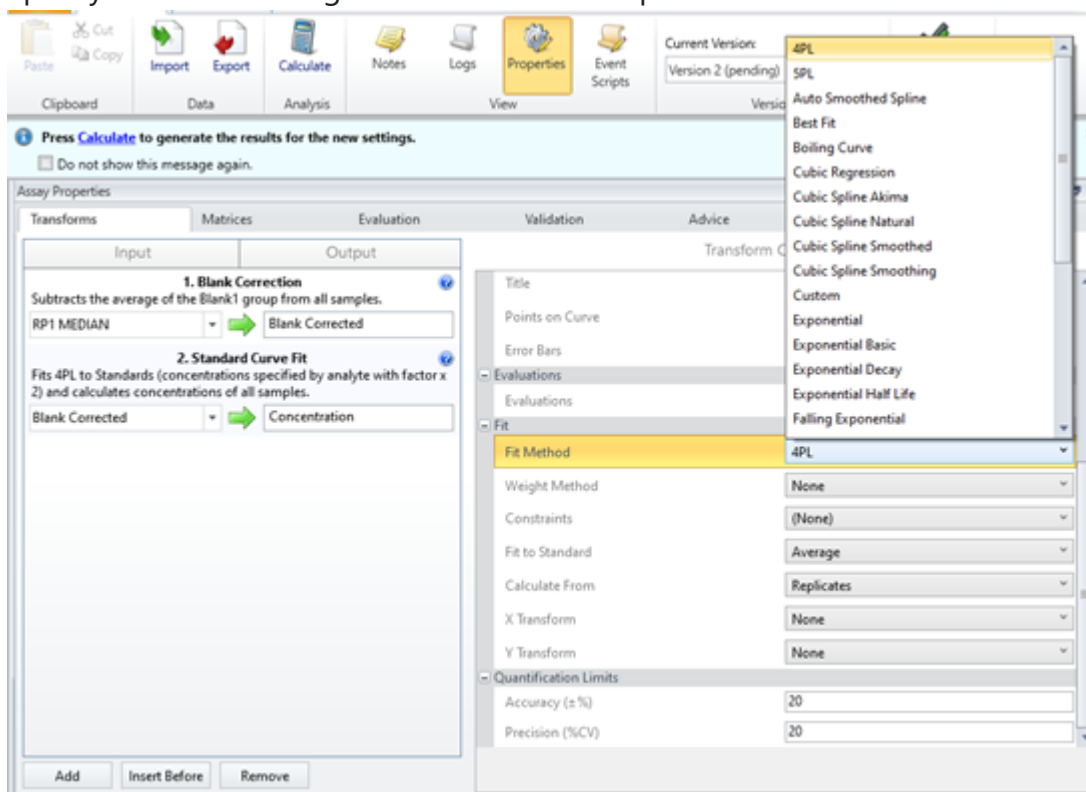 Cut
Copy
Paste
Import
Export
Calculate
Notes
Logs
Properties
Event
Scripts
Current Version:
Version 2 (pending)
Clipboard
Data
Analysis
View
Press Calculate to generate the results for the new settings.
Do not show this message again.
Assay Properties
Transforms
Matrices
Evaluation
Validation
Advice
Input
Output
Transform
1. Blank Correction
Subtracts the average of the Blank1 group from all samples.
RP1 MEDIAN
Blank Corrected
2. Standard Curve Fit
Fits 4PL to Standards (concentrations specified by analyte with factor x
2) and calculates concentrations of all samples.
Blank Corrected
Concentration
Add
Insert Before
Remove
Title
Points on Curve
Error Bars
Evaluations
Evaluations
Fit
Fit Method
4PL
Weight Method
None
Constraints
(None)
Fit to Standard
Average
Calculate From
Replicates
X Transform
None
Y Transform
None
Quantification Limits
Accuracy (±%)
20
Precision (%CV)
20
4PL
5PL
Auto Smoothed Spline
Best Fit
Boiling Curve
Cubic Regression
Cubic Spline Akima
Cubic Spline Natural
Cubic Spline Smoothed
Cubic Spline Smoothing
Custom
Exponential
Exponential Basic
Exponential Decay
Exponential Half Life
Falling Exponential